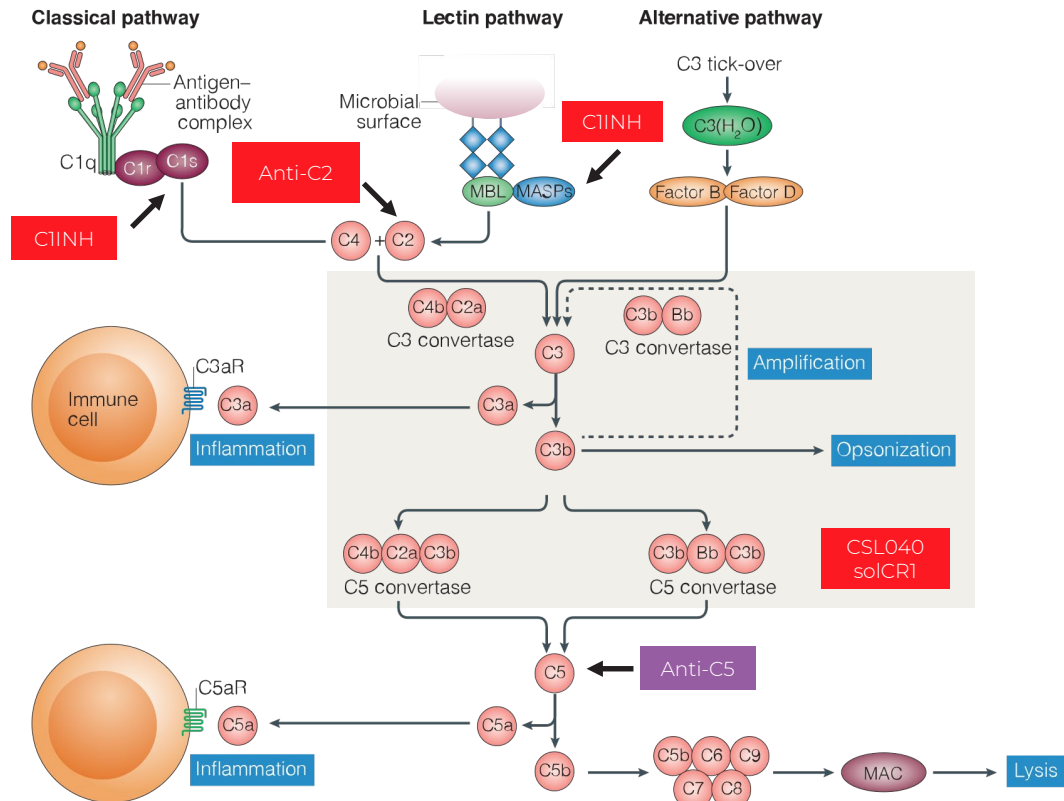 Classical pathway
Lectin pathway
Alternative pathway
Antigen–
antibody
complex
C1q
C1r
C1s
C1INH
Anti-C2
Microbial
surface
MBL
MASPs
C1INH
C3 tick-over
C3(H₂O)
Factor B
Factor D
C4 + C2
C4b
C2a
C3 convertase
C3b
Bb
C3 convertase
Amplification
C3
C3a
C3b
Opsonization
C3aR
Immune
cell
C3a
Inflammation
C4b
C2a
C3b
C5 convertase
C3b
Bb
C3b
C5 convertase
CSL040
solCR1
C5
Anti-C5
C5a
C5aR
C5a
Inflammation
C5b
C5b
C6
C9
C7
C8
MAC
Lysis